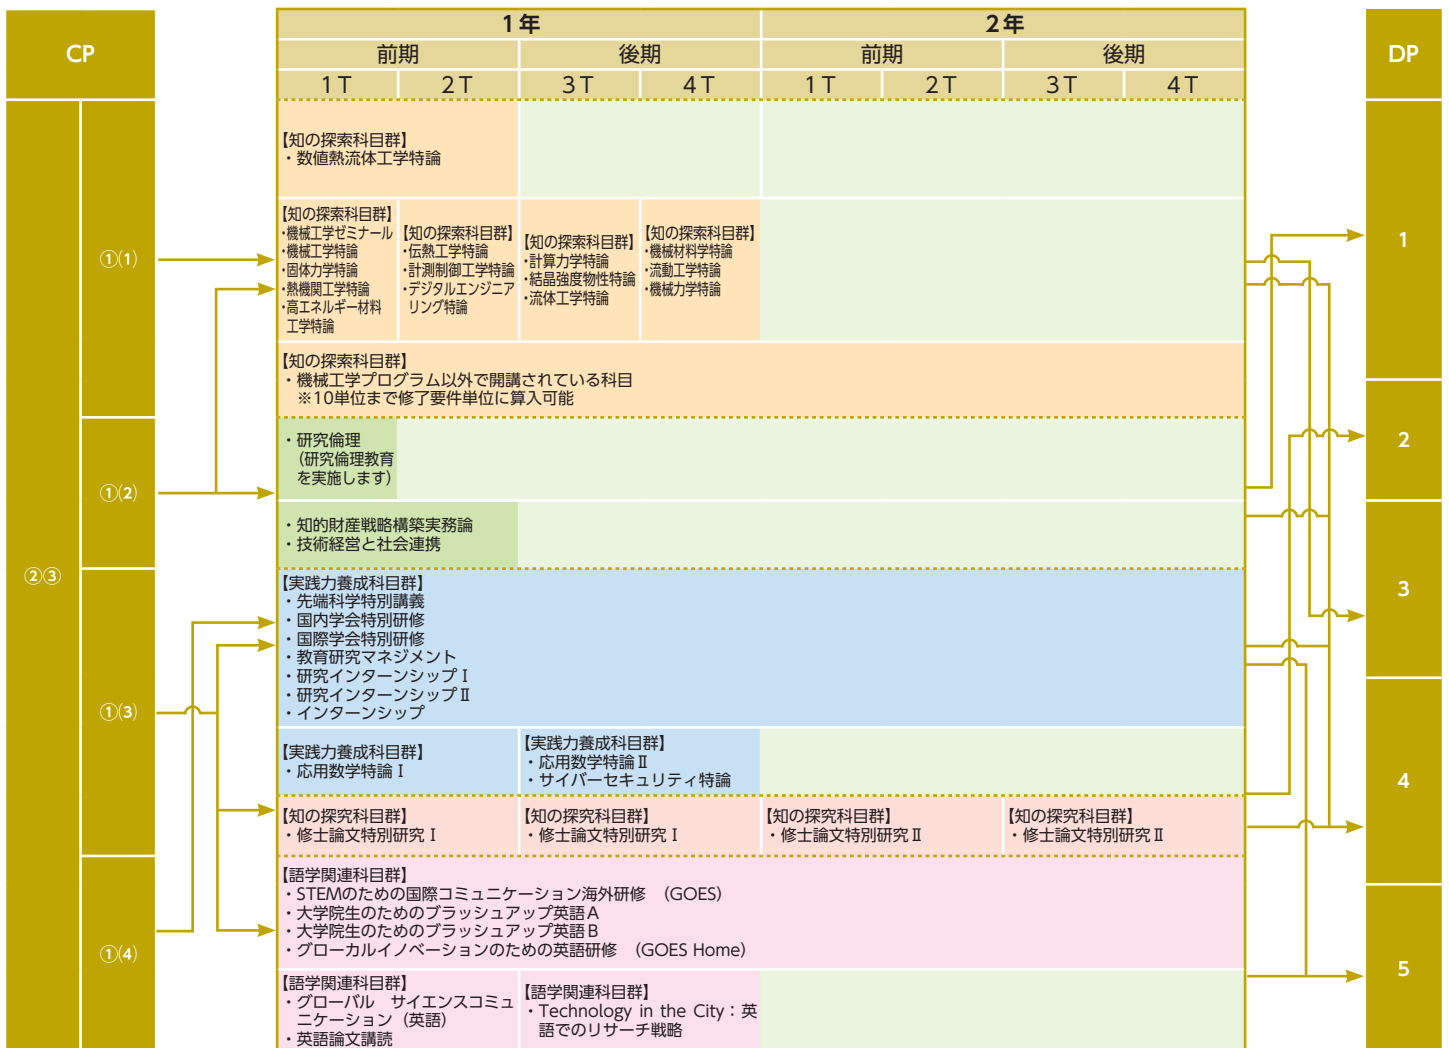 CP
1年
2年
DP
前期
後期
前期
後期
1T
2T
3T
4T
1T
2T
3T
4T
②③
①(1)
①(2)
①(3)
①(4)
【知の探索科目群】
・数値熱流体工学特論
【知の探索科目群】
・機械工学ゼミナール
・機械工学特論
・固体力学特論
・熱機関工学特論
・高エネルギー材料
工学特論
【知の探索科目群】
・伝熱工学特論
・計測制御工学特論
・デジタルエンジニア
リング特論
【知の探索科目群】
・計算力学特論
・結晶強度物性特論
・流体工学特論
【知の探索科目群】
・機械材料学特論
・流動工学特論
・機械力学特論
【知の探索科目群】
・機械工学プログラム以外で開講されている科目
※10単位まで修了要件単位に算入可能
・研究倫理
(研究倫理教育
を実施します)
・知的財産戦略構築実務論
・技術経営と社会連携
【実践力養成科目群】
・先端科学特別講義
・国内学会特別研修
・国際学会特別研修
・教育研究マネジメント
・研究インターンシップⅠ
・研究インターンシップⅡ
・インターンシップ
【実践力養成科目群】
・応用数学特論Ⅰ
【実践力養成科目群】
・応用数学特論Ⅱ
・サイバーセキュリティ特論
【知の探究科目群】
・修士論文特別研究Ⅰ
【知の探究科目群】
・修士論文特別研究Ⅰ
【知の探究科目群】
・修士論文特別研究Ⅱ
【知の探究科目群】
・修士論文特別研究Ⅱ
【語学関連科目群】
・STEMのための国際コミュニケーション海外研修 (GOES)
・大学院生のためのブラッシュアップ英語A
・大学院生のためのブラッシュアップ英語B
・グローカルイノベーションのための英語研修 (GOES Home)
【語学関連科目群】
・グローバル サイエンスコミュ
ニケーション(英語)
・英語論文講読
【語学関連科目群】
・Technology in the City：英
語でのリサーチ戦略
1
2
3
4
5